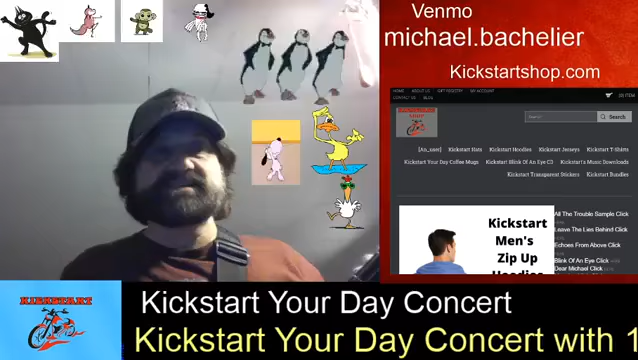 Venmo
michael.bachelier
Kickstartshop.com
HOME ABOUT US GIFT REGISTRY MY ACCOUNT
CONTACT US BLOG
Search
Kickstart Hats Kickstart Hoodies Kickstart Jerseys Kickstart T-Shirts
Kickstart Your Day Coffee Mugs Kickstart Blink Of An Eye CD Kickstart's Music Downloads
Kickstart Transparent Stickers Kickstart Bundles
Kickstart
Men's
Zip Up
Hoodies
All The Trouble Sample Click
Leave The Lies Behind Click
Echoes From Above Click
Blink Of An Eye Click
Dear Michael Click
KICKSTART
Kickstart Your Day Concert
Kickstart Your Day Concert with 1